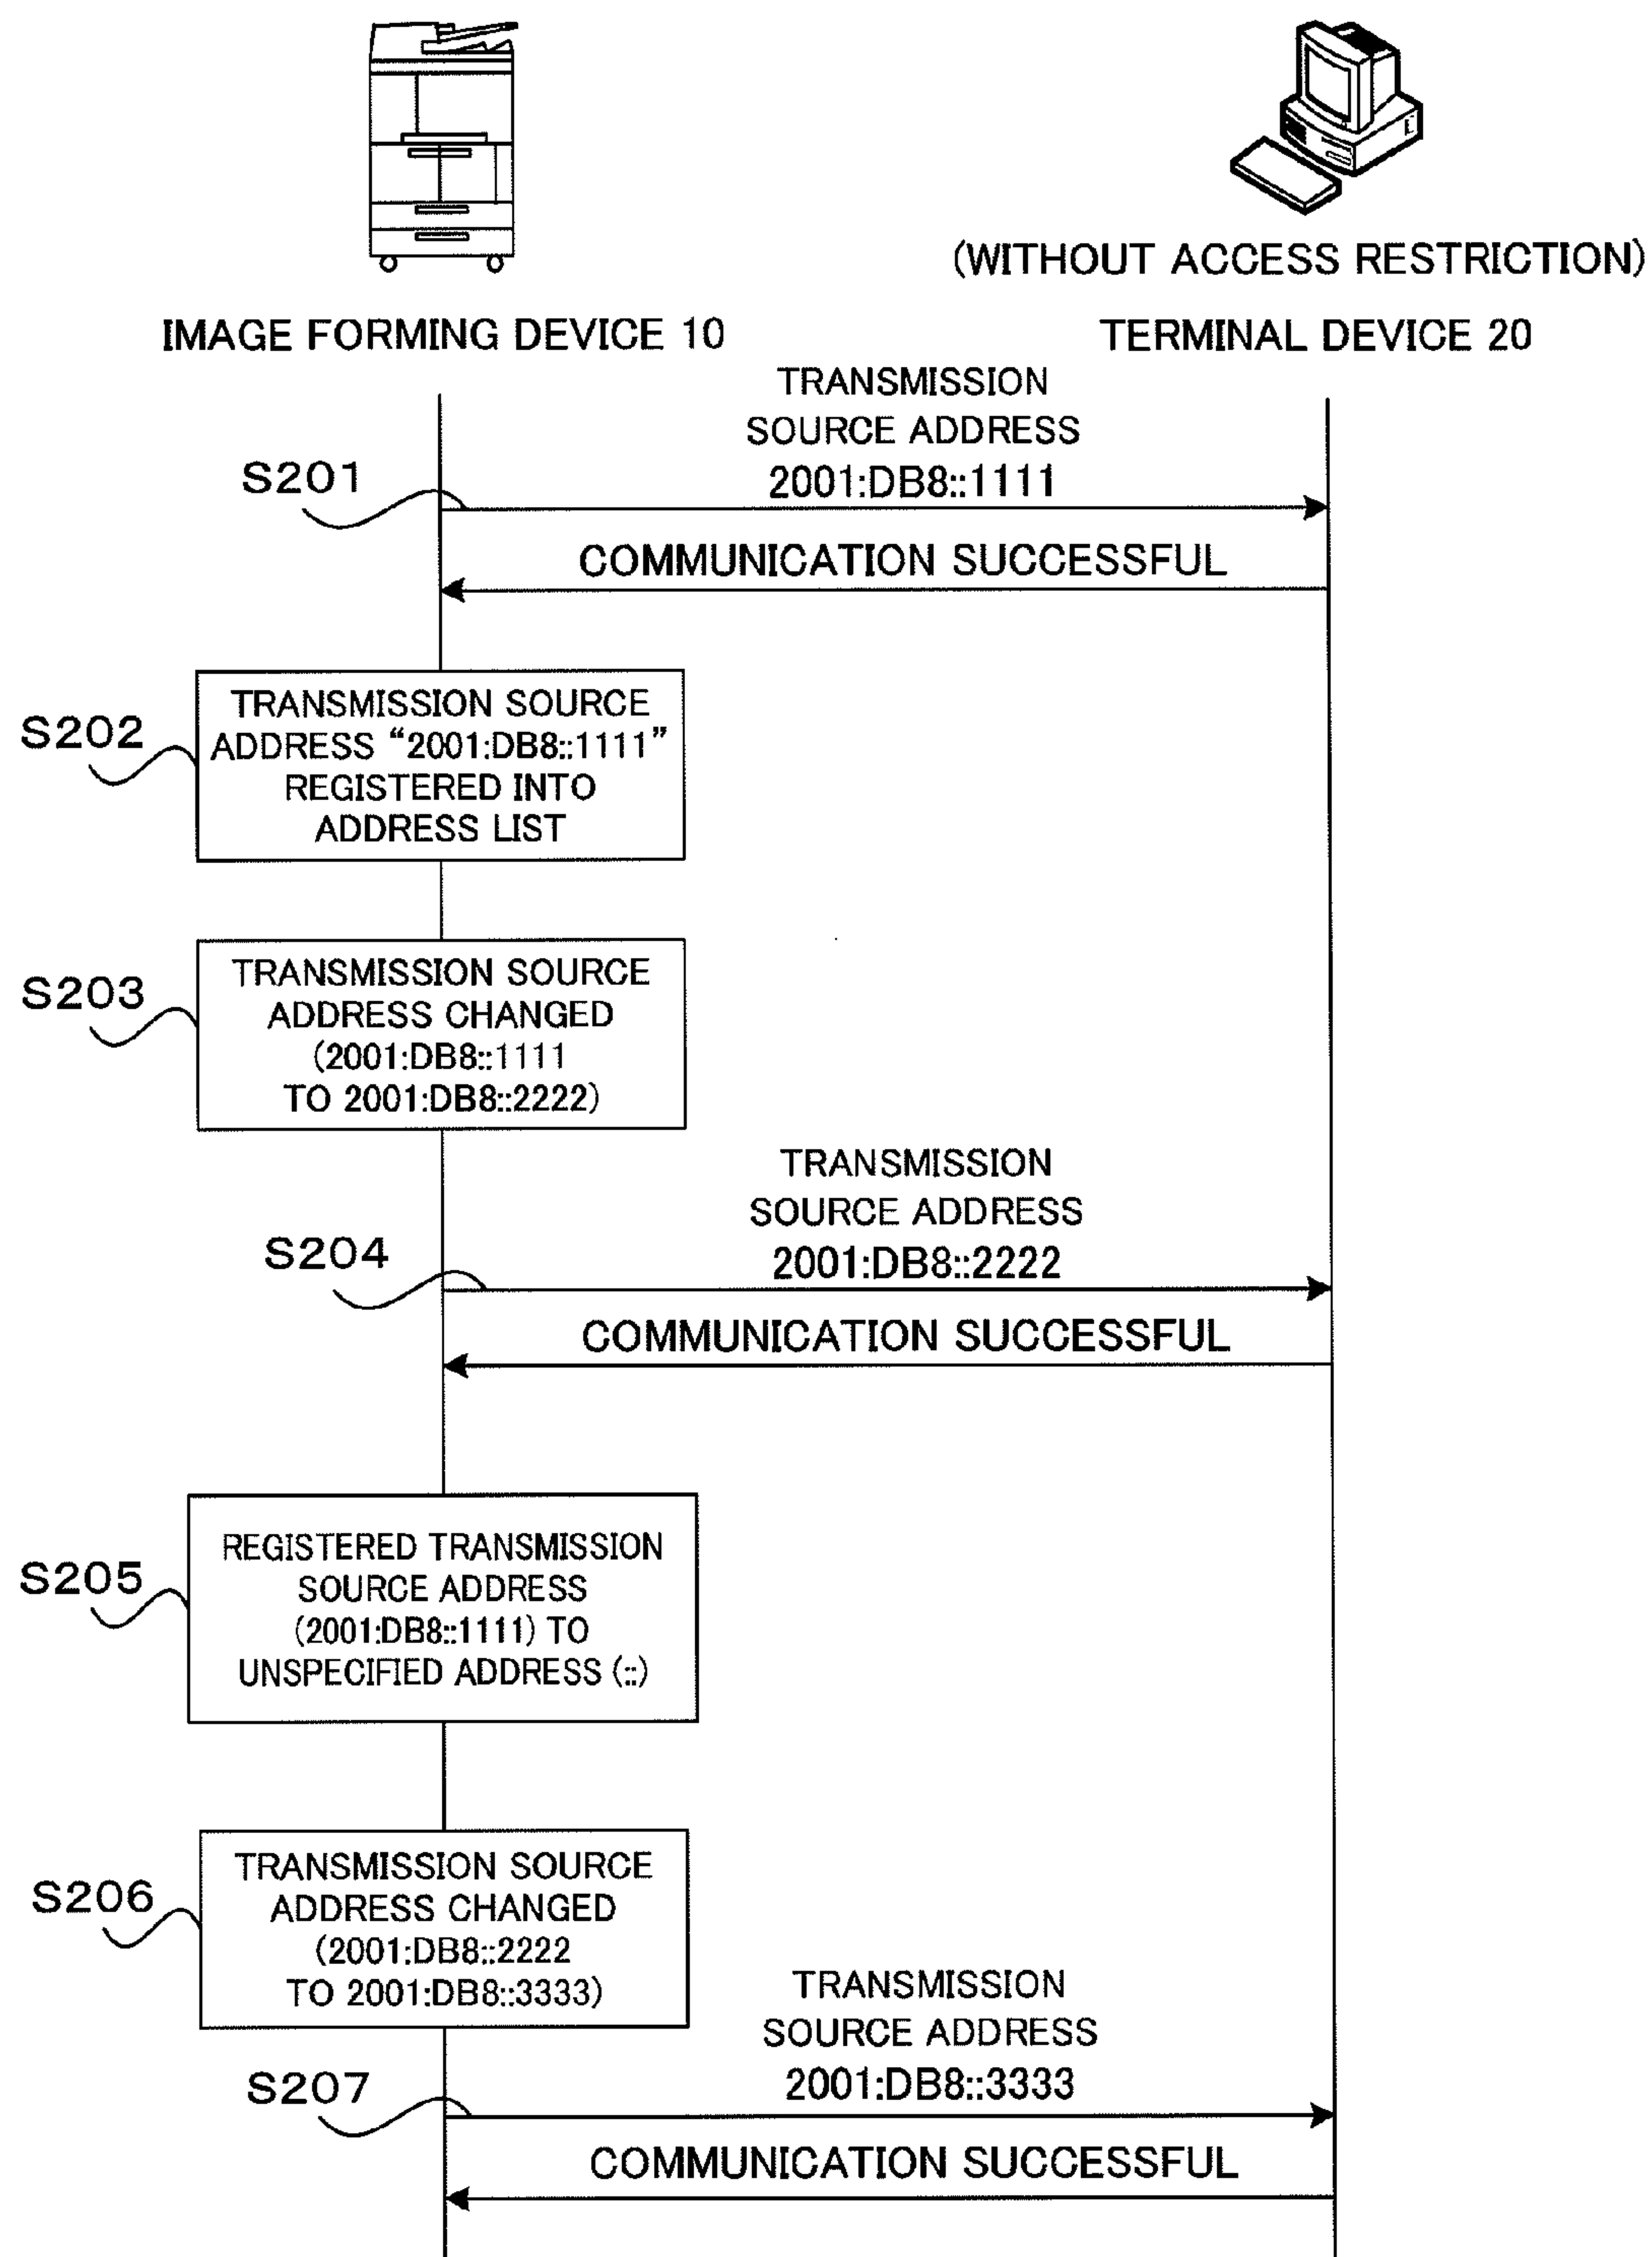 (WITHOUT ACCESS RESTRICTION)
IMAGE FORMING DEVICE 10
TERMINAL DEVICE 20
TRANSMISSION
SOURCE ADDRESS
2001:DB8::1111
S201
COMMUNICATION SUCCESSFUL
S202
TRANSMISSION SOURCE
ADDRESS “2001:DB8::1111”
REGISTERED INTO
ADDRESS LIST
S203
TRANSMISSION SOURCE
ADDRESS CHANGED
(2001:DB8::1111
TO 2001:DB8::2222)
TRANSMISSION
SOURCE ADDRESS
2001:DB8::2222
S204
COMMUNICATION SUCCESSFUL
S205
REGISTERED TRANSMISSION
SOURCE ADDRESS
(2001:DB8::1111) TO
UNSPECIFIED ADDRESS (::)
S206
TRANSMISSION SOURCE
ADDRESS CHANGED
(2001:DB8::2222
TO 2001:DB8::3333)
TRANSMISSION
SOURCE ADDRESS
2001:DB8::3333
S207
COMMUNICATION SUCCESSFUL